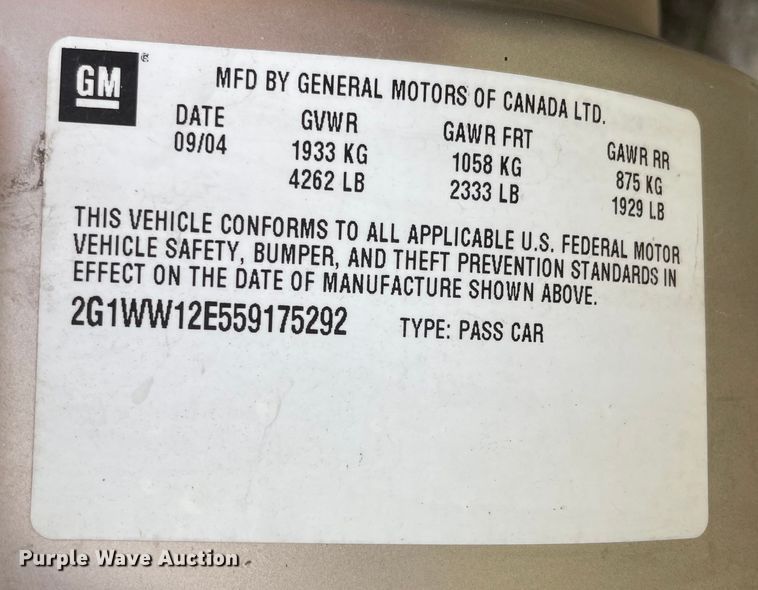 GM ®
MFD BY GENERAL MOTORS OF CANADA LTD.
DATE GVWR GAWR FRT GAWR RR
09/04 1933 KG 1058 KG 875 KG
4262 LB 2333 LB 1929 LB
THIS VEHICLE CONFORMS TO ALL APPLICABLE U.S. FEDERAL MOTOR
VEHICLE SAFETY, BUMPER, AND THEFT PREVENTION STANDARDS IN
EFFECT ON THE DATE OF MANUFACTURE SHOWN ABOVE.
2G1WW12E559175292 TYPE: PASS CAR
Purple Wave Auction